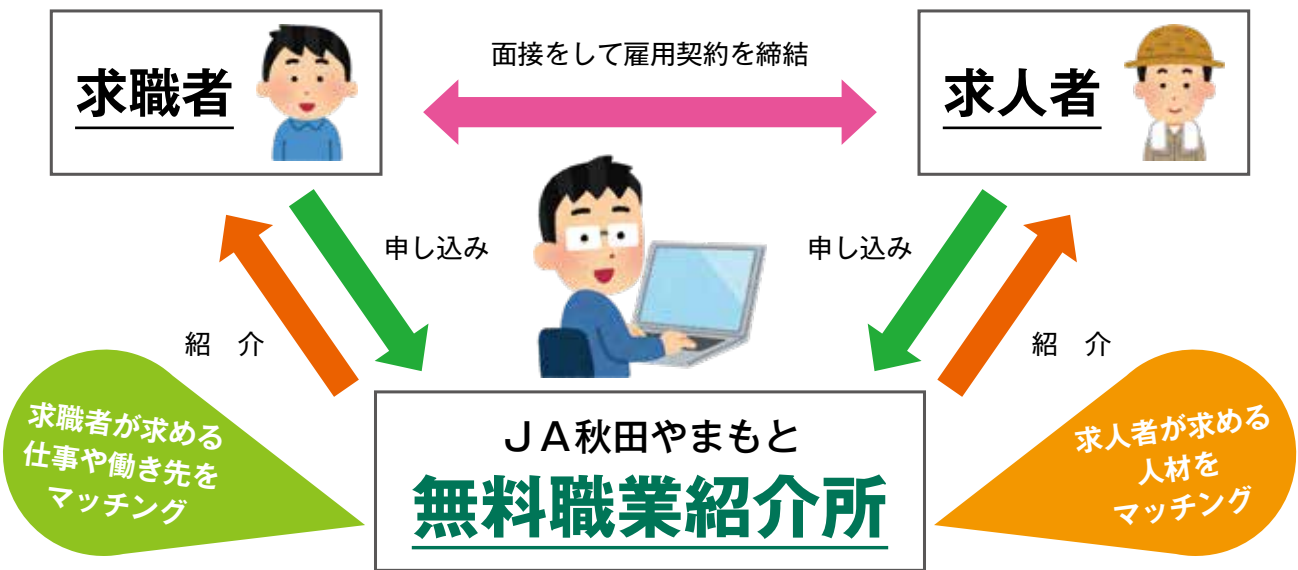 求職者
面接をして雇用契約を締結
求人者
申し込み
申し込み
紹　介
紹　介
求職者が求める
仕事や働き先を
マッチング
ＪＡ秋田やまもと
無料職業紹介所
求人者が求める
人材を
マッチング